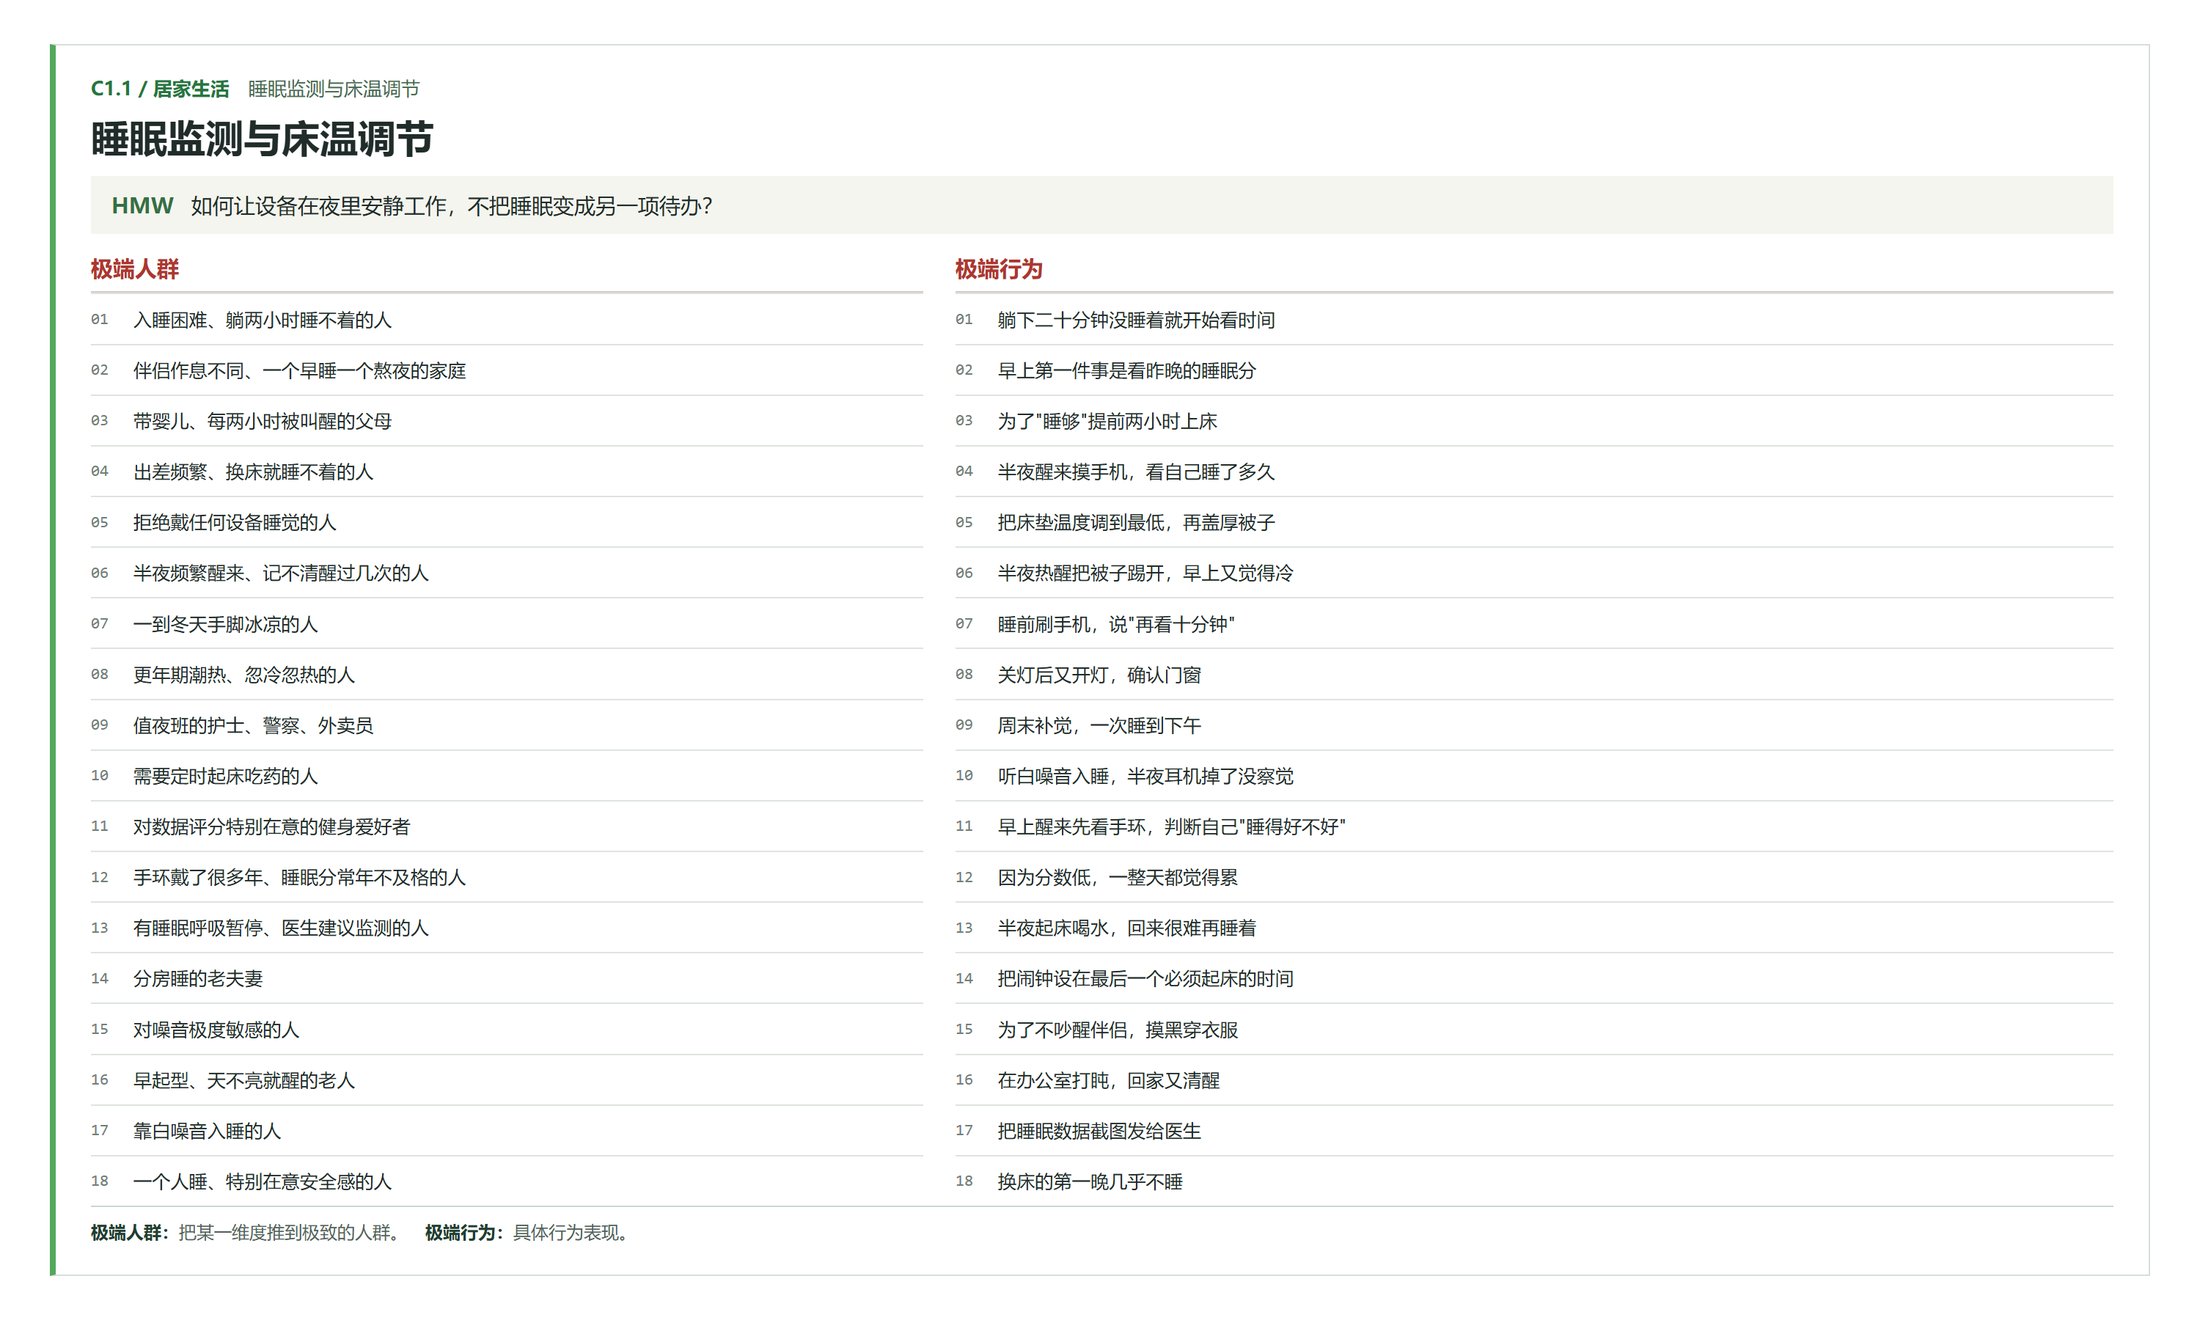 C1.1 / 居家生活 睡眠监测与床温调节
睡眠监测与床温调节
HMW 如何让设备在夜里安静工作，不把睡眠变成另一项待办？
极端人群
01 入睡困难、躺两小时睡不着的人
02 伴侣作息不同、一个早睡一个熬夜的家庭
03 带婴儿、每两小时被叫醒的父母
04 出差频繁、换床就睡不着的人
05 拒绝戴任何设备睡觉的人
06 半夜频繁醒来、记不清醒过几次的人
07 一到冬天手脚冰凉的人
08 更年期潮热、忽冷忽热的人
09 值夜班的护士、警察、外卖员
10 需要定时起床吃药的人
11 对数据评分特别在意的健身爱好者
12 手环戴了很多年、睡眠分常年不及格的人
13 有睡眠呼吸暂停、医生建议监测的人
14 分房睡的老夫妻
15 对噪音极度敏感的人
16 早起型、天不亮就醒的老人
17 靠白噪音入睡的人
18 一个人睡、特别在意安全感的人
极端行为
01 躺下二十分钟没睡着就开始看时间
02 早上第一件事是看昨晚的睡眠分
03 为了"睡够"提前两小时上床
04 半夜醒来摸手机，看自己睡了多久
05 把床垫温度调到最低，再盖厚被子
06 半夜热醒把被子踢开，早上又觉得冷
07 睡前刷手机，说"再看十分钟"
08 关灯后又开灯，确认门窗
09 周末补觉，一次睡到下午
10 听白噪音入睡，半夜耳机掉了没察觉
11 早上醒来先看手环，判断自己"睡得好不好"
12 因为分数低，一整天都觉得累
13 半夜起床喝水，回来很难再睡着
14 把闹钟设在最后一个必须起床的时间
15 为了不吵醒伴侣，摸黑穿衣服
16 在办公室打盹，回家又清醒
17 把睡眠数据截图发给医生
18 换床的第一晚几乎不睡
极端人群：把某一维度推到极致的人群。 极端行为：具体行为表现。